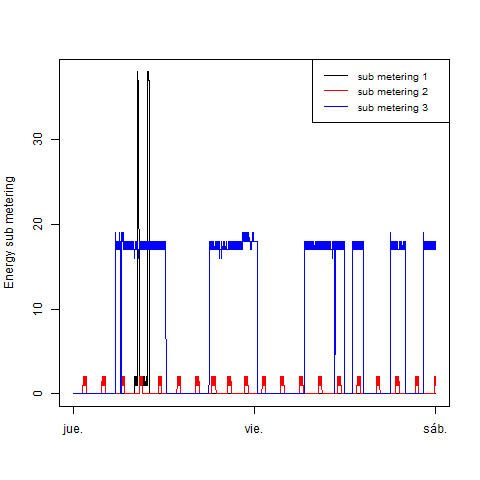 sub metering 1
sub metering 2
sub metering 3
Energy sub metering
30
20
10
0
jue.
vie.
sáb.